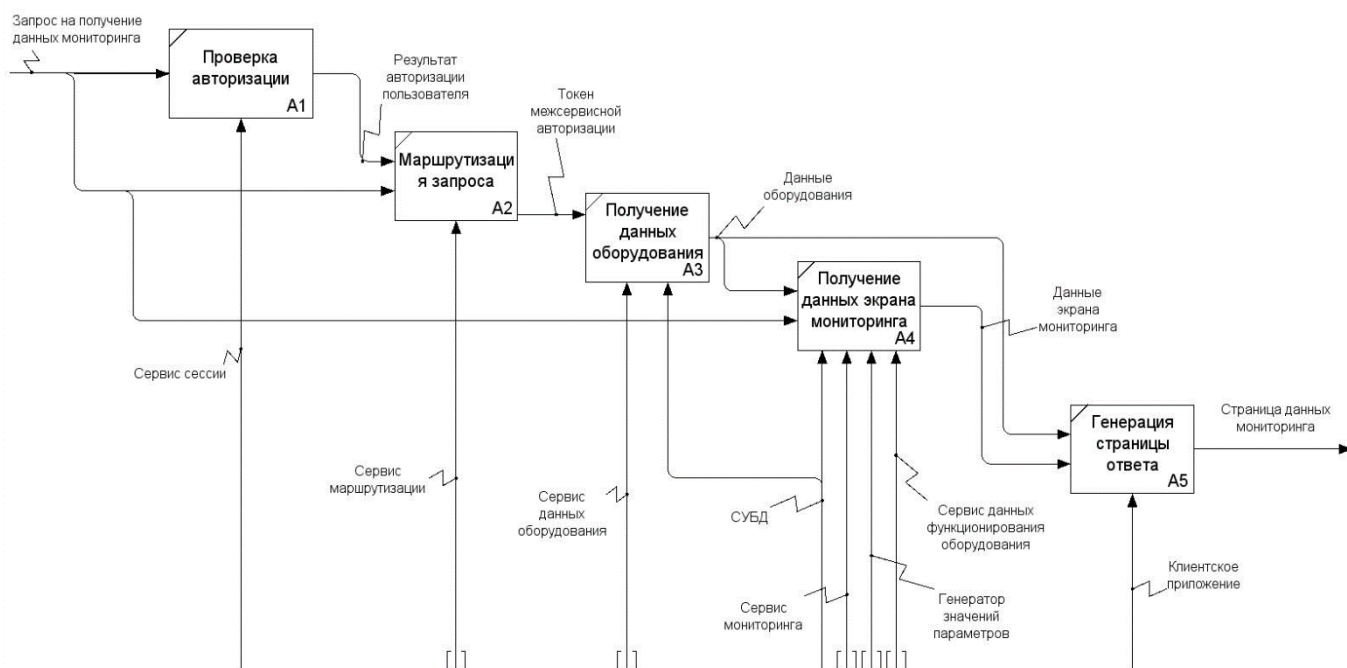 Запрос на получение
данных мониторинга
Проверка
авторизации
A1
Результат
авторизации
пользователя
Токен
межсервисной
авторизации
Маршрутизаци
я запроса
A2
Данные
оборудования
Получение
данных
оборудования
A3
Получение
данных экрана
мониторинга
A4
Данные
экрана
мониторинга
Сервис сессии
Страница данных
мониторинга
Генерация
страницы
ответа
A5
Сервис
маршрутизации
Сервис
данных
оборудования
СУБД
Сервис данных
функционирования
оборудования
Клиентское
приложение
Сервис
мониторинга
Генератор
значений
параметров